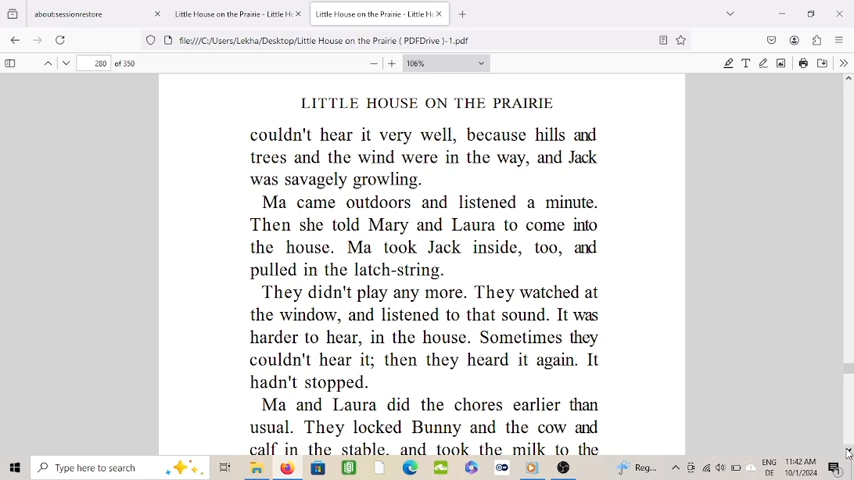 about:sessionrestore
Little House on the Prairie - Little H
Little House on the Prairie - Little H
file:///C:/Users/Lekha/Desktop/Little House on the Prairie ( PDFDrive )-1.pdf
280 of 350
106%
LITTLE HOUSE ON THE PRAIRIE
couldn't hear it very well, because hills and
trees and the wind were in the way, and Jack
was savagely growling.
Ma came outdoors and listened a minute.
Then she told Mary and Laura to come into
the house. Ma took Jack inside, too, and
pulled in the latch-string.
They didn't play any more. They watched at
the window, and listened to that sound. It was
harder to hear, in the house. Sometimes they
couldn't hear it; then they heard it again. It
hadn't stopped.
Ma and Laura did the chores earlier than
usual. They locked Bunny and the cow and
calf in the stable, and took the milk to the
Type here to search
Reg...
ENG
DE
11:42 AM
10/1/2024